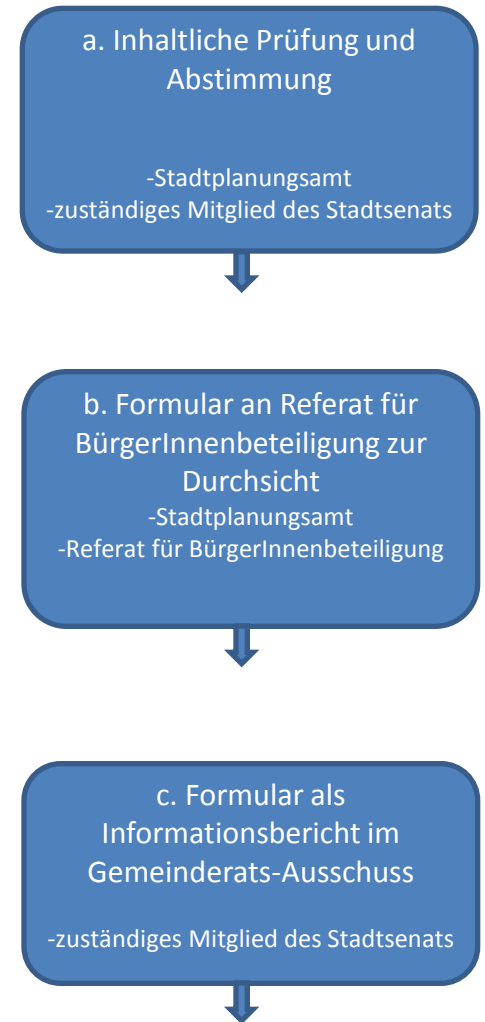 a. Inhaltliche Prüfung und
Abstimmung
-Stadtplanungsamt
-zuständiges Mitglied des Stadtsenats
b. Formular an Referat für
BürgerInnenbeteiligung zur
Durchsicht
-Stadtplanungsamt
-Referat für BürgerInnenbeteiligung
c. Formular als
Informationsbericht im
Gemeinderats-Ausschuss
-zuständiges Mitglied des Stadtsenats